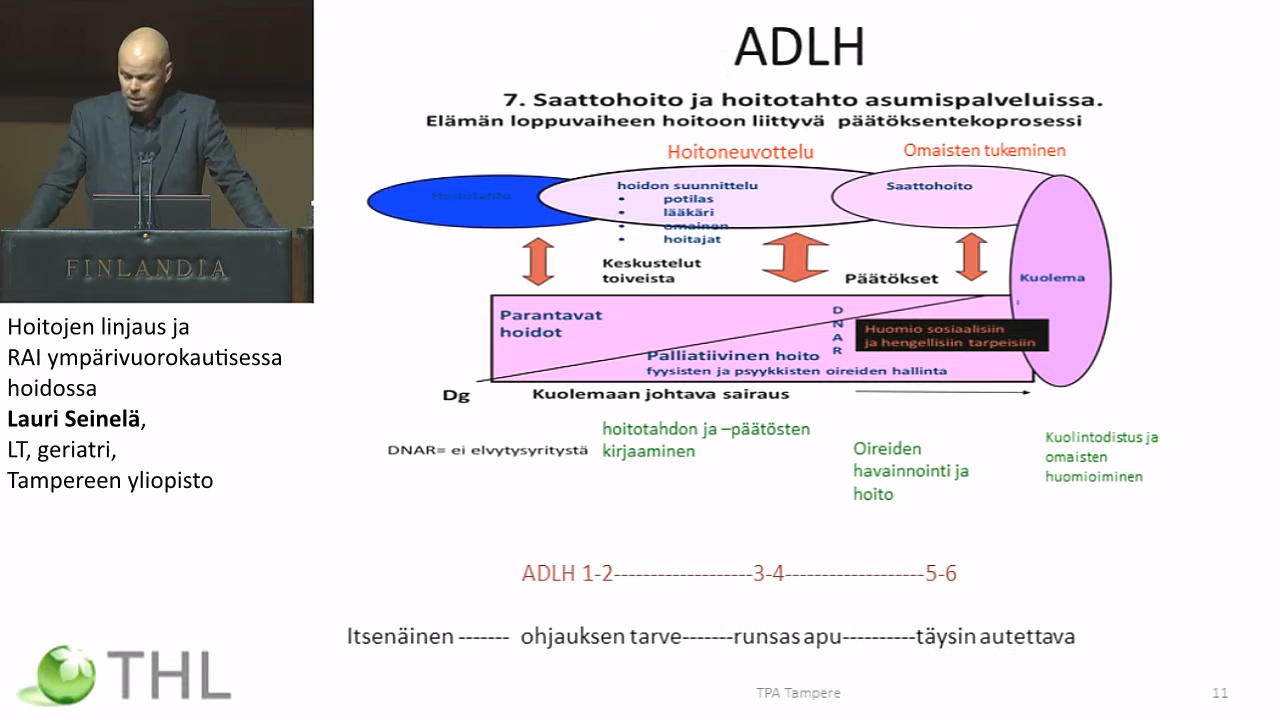 ADLH
7. Saattohoito ja hoitotahto asumispalveluissa.
Elämän loppuvaiheen hoitoon liittyvä päätöksentekoprosessi
Hoitoneuvottelu
Omaisten tukeminen
Hoitotahto
hoidon suunnittelu
• potilas
• lääkäri
• omainen
• hoitajat
Saattohoito
Keskustelut
toiveista
Päätökset
Kuolema
Parantavat
hoidot
D
N
A
R
Huomio sosiaalisiin
ja hengellisiin tarpeisiin
Palliatiivinen hoito
fyysisten ja psyykkisten oireiden hallinta
Dg
Kuolemaan johtava sairaus
DNAR= ei elvytysyritystä
hoitotahdon ja –päätösten
kirjaaminen
Oireiden
havainnointi ja
hoito
Kuolintodistus ja
omaisten
huomioiminen
ADLH 1-2-------------------3-4-------------------5-6
Itsenäinen ------- ohjauksen tarve-------runsas apu----------täysin autettava
TPA Tampere
11
FINLANDIA
Hoitojen linjaus ja
RAI ympärivuorokautisessa
hoidossa
Lauri Seinelä,
LT, geriatri,
Tampereen yliopisto
THL